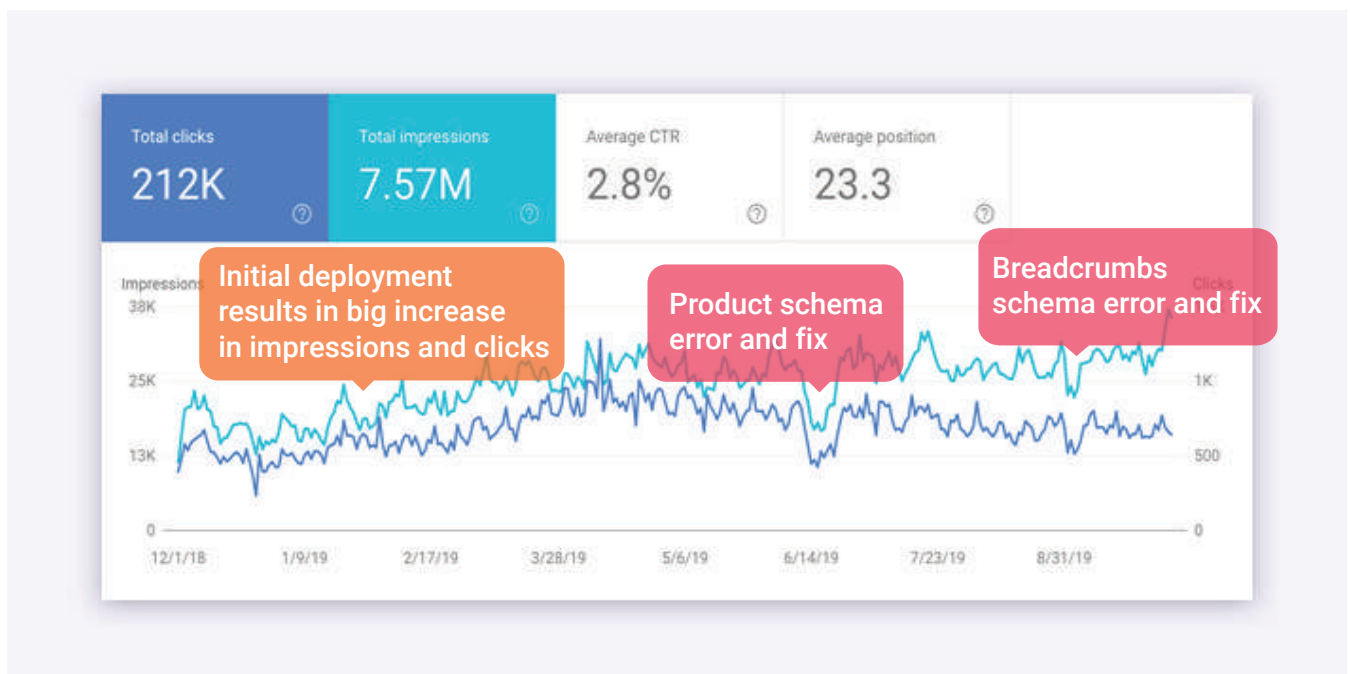 Total clicks
212K
Total impressions
7.57M
Average CTR
2.8%
Average position
23.3
Initial deployment
results in big increase
in impressions and clicks
Product schema
error and fix
Breadcrumbs
schema error and fix
Impressions
38K
25K
13K
0
Clicks
1K
500
0
12/1/18
1/9/19
2/17/19
3/28/19
5/6/19
6/14/19
7/23/19
8/31/19